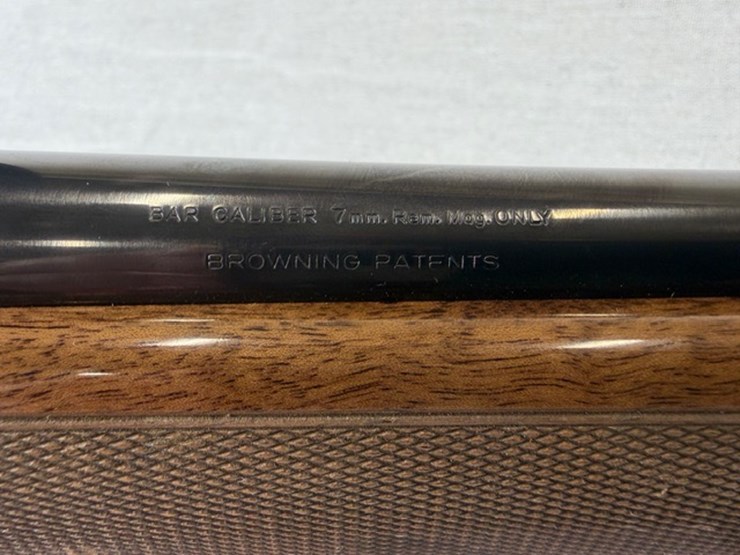 BAR CALIBER 7mm. Rem. Mag. ONLY
BROWNING PATENTS